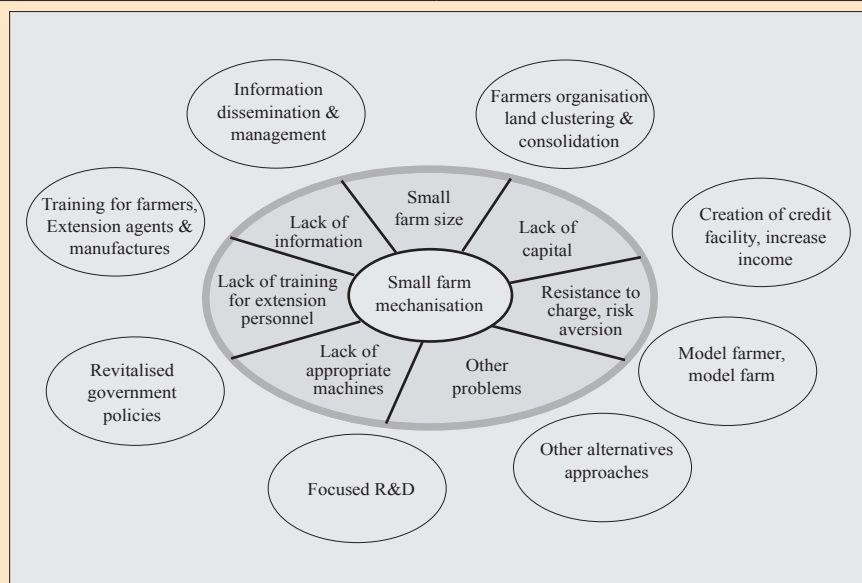 Information
dissemination &
management
Farmers organisation
land clustering &
consolidation
Training for farmers,
Extension agents &
manufactures
Creation of credit
facility, increase
income
Small
farm size
Lack of
information
Lack of
capital
Lack of training
for extension
personnel
Small farm
mechanisation
Resistance to
charge, risk
aversion
Lack of
appropriate
machines
Other
problems
Revitalised
government
policies
Model farmer,
model farm
Focused R&D
Other alternatives
approaches